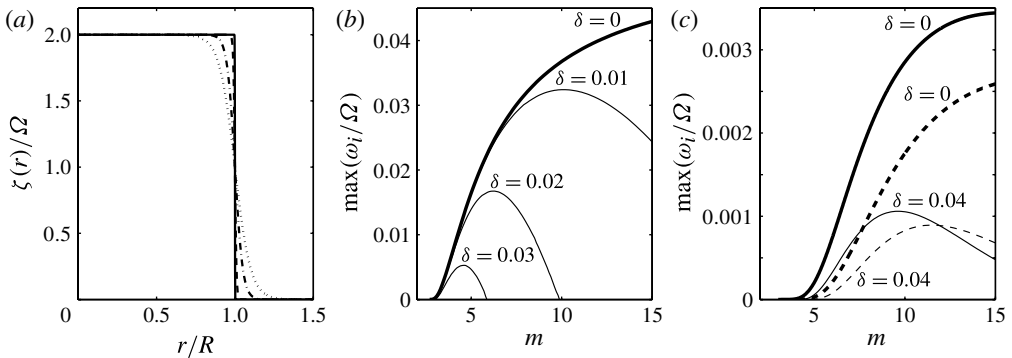 (a)
2.0
1.5
1.0
0.5
0
0.5
1.0
1.5
ζ(r)/Ω
r/R
(b)
0.04
0.03
0.02
0.01
0
5
10
15
max(ω_i/Ω)
m
δ = 0
δ = 0.01
δ = 0.02
δ = 0.03
(c)
0.003
0.002
0.001
0
5
10
15
max(ω_i/Ω)
m
δ = 0
δ = 0
δ = 0.04
δ = 0.04